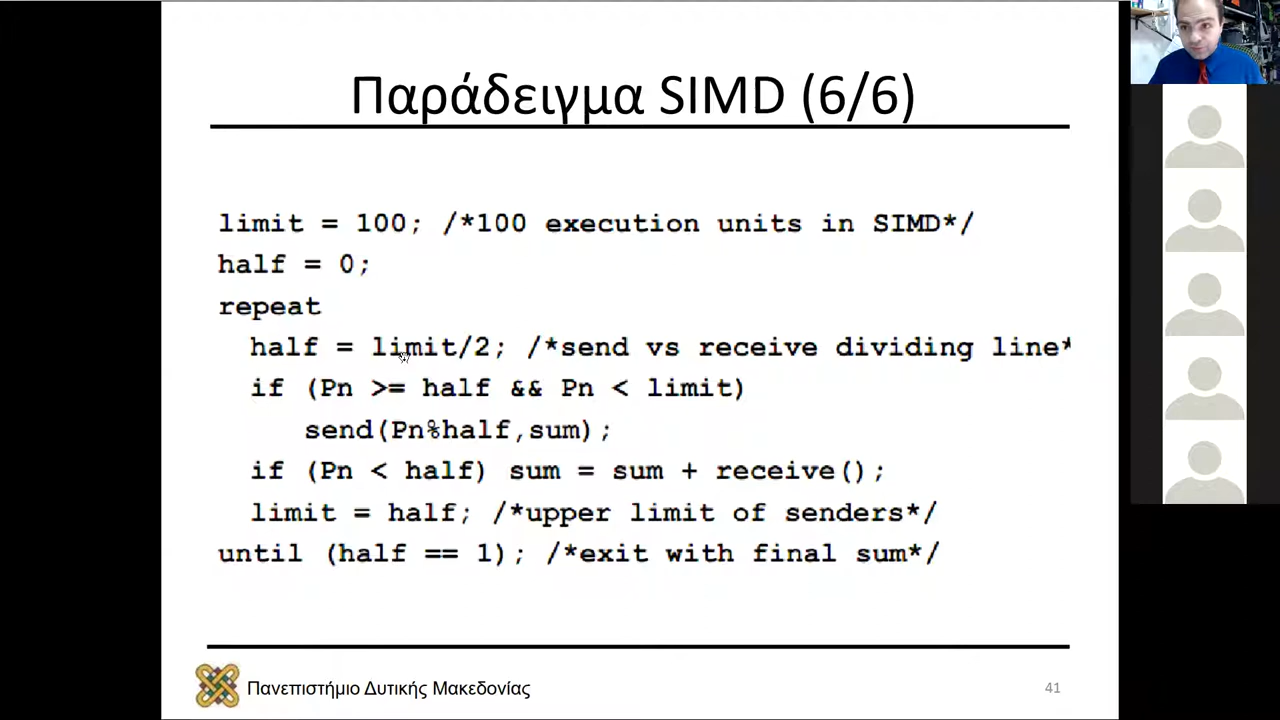 Παράδειγμα SIMD (6/6)
limit = 100; /*100 execution units in SIMD*/
half = 0;
repeat
half = limit/2; /*send vs receive dividing line*
if (Pn >= half && Pn < limit)
send(Pn%half,sum);
if (Pn < half) sum = sum + receive();
limit = half; /*upper limit of senders*/
until (half == 1); /*exit with final sum*/
Πανεπιστήμιο Δυτικής Μακεδονίας
41